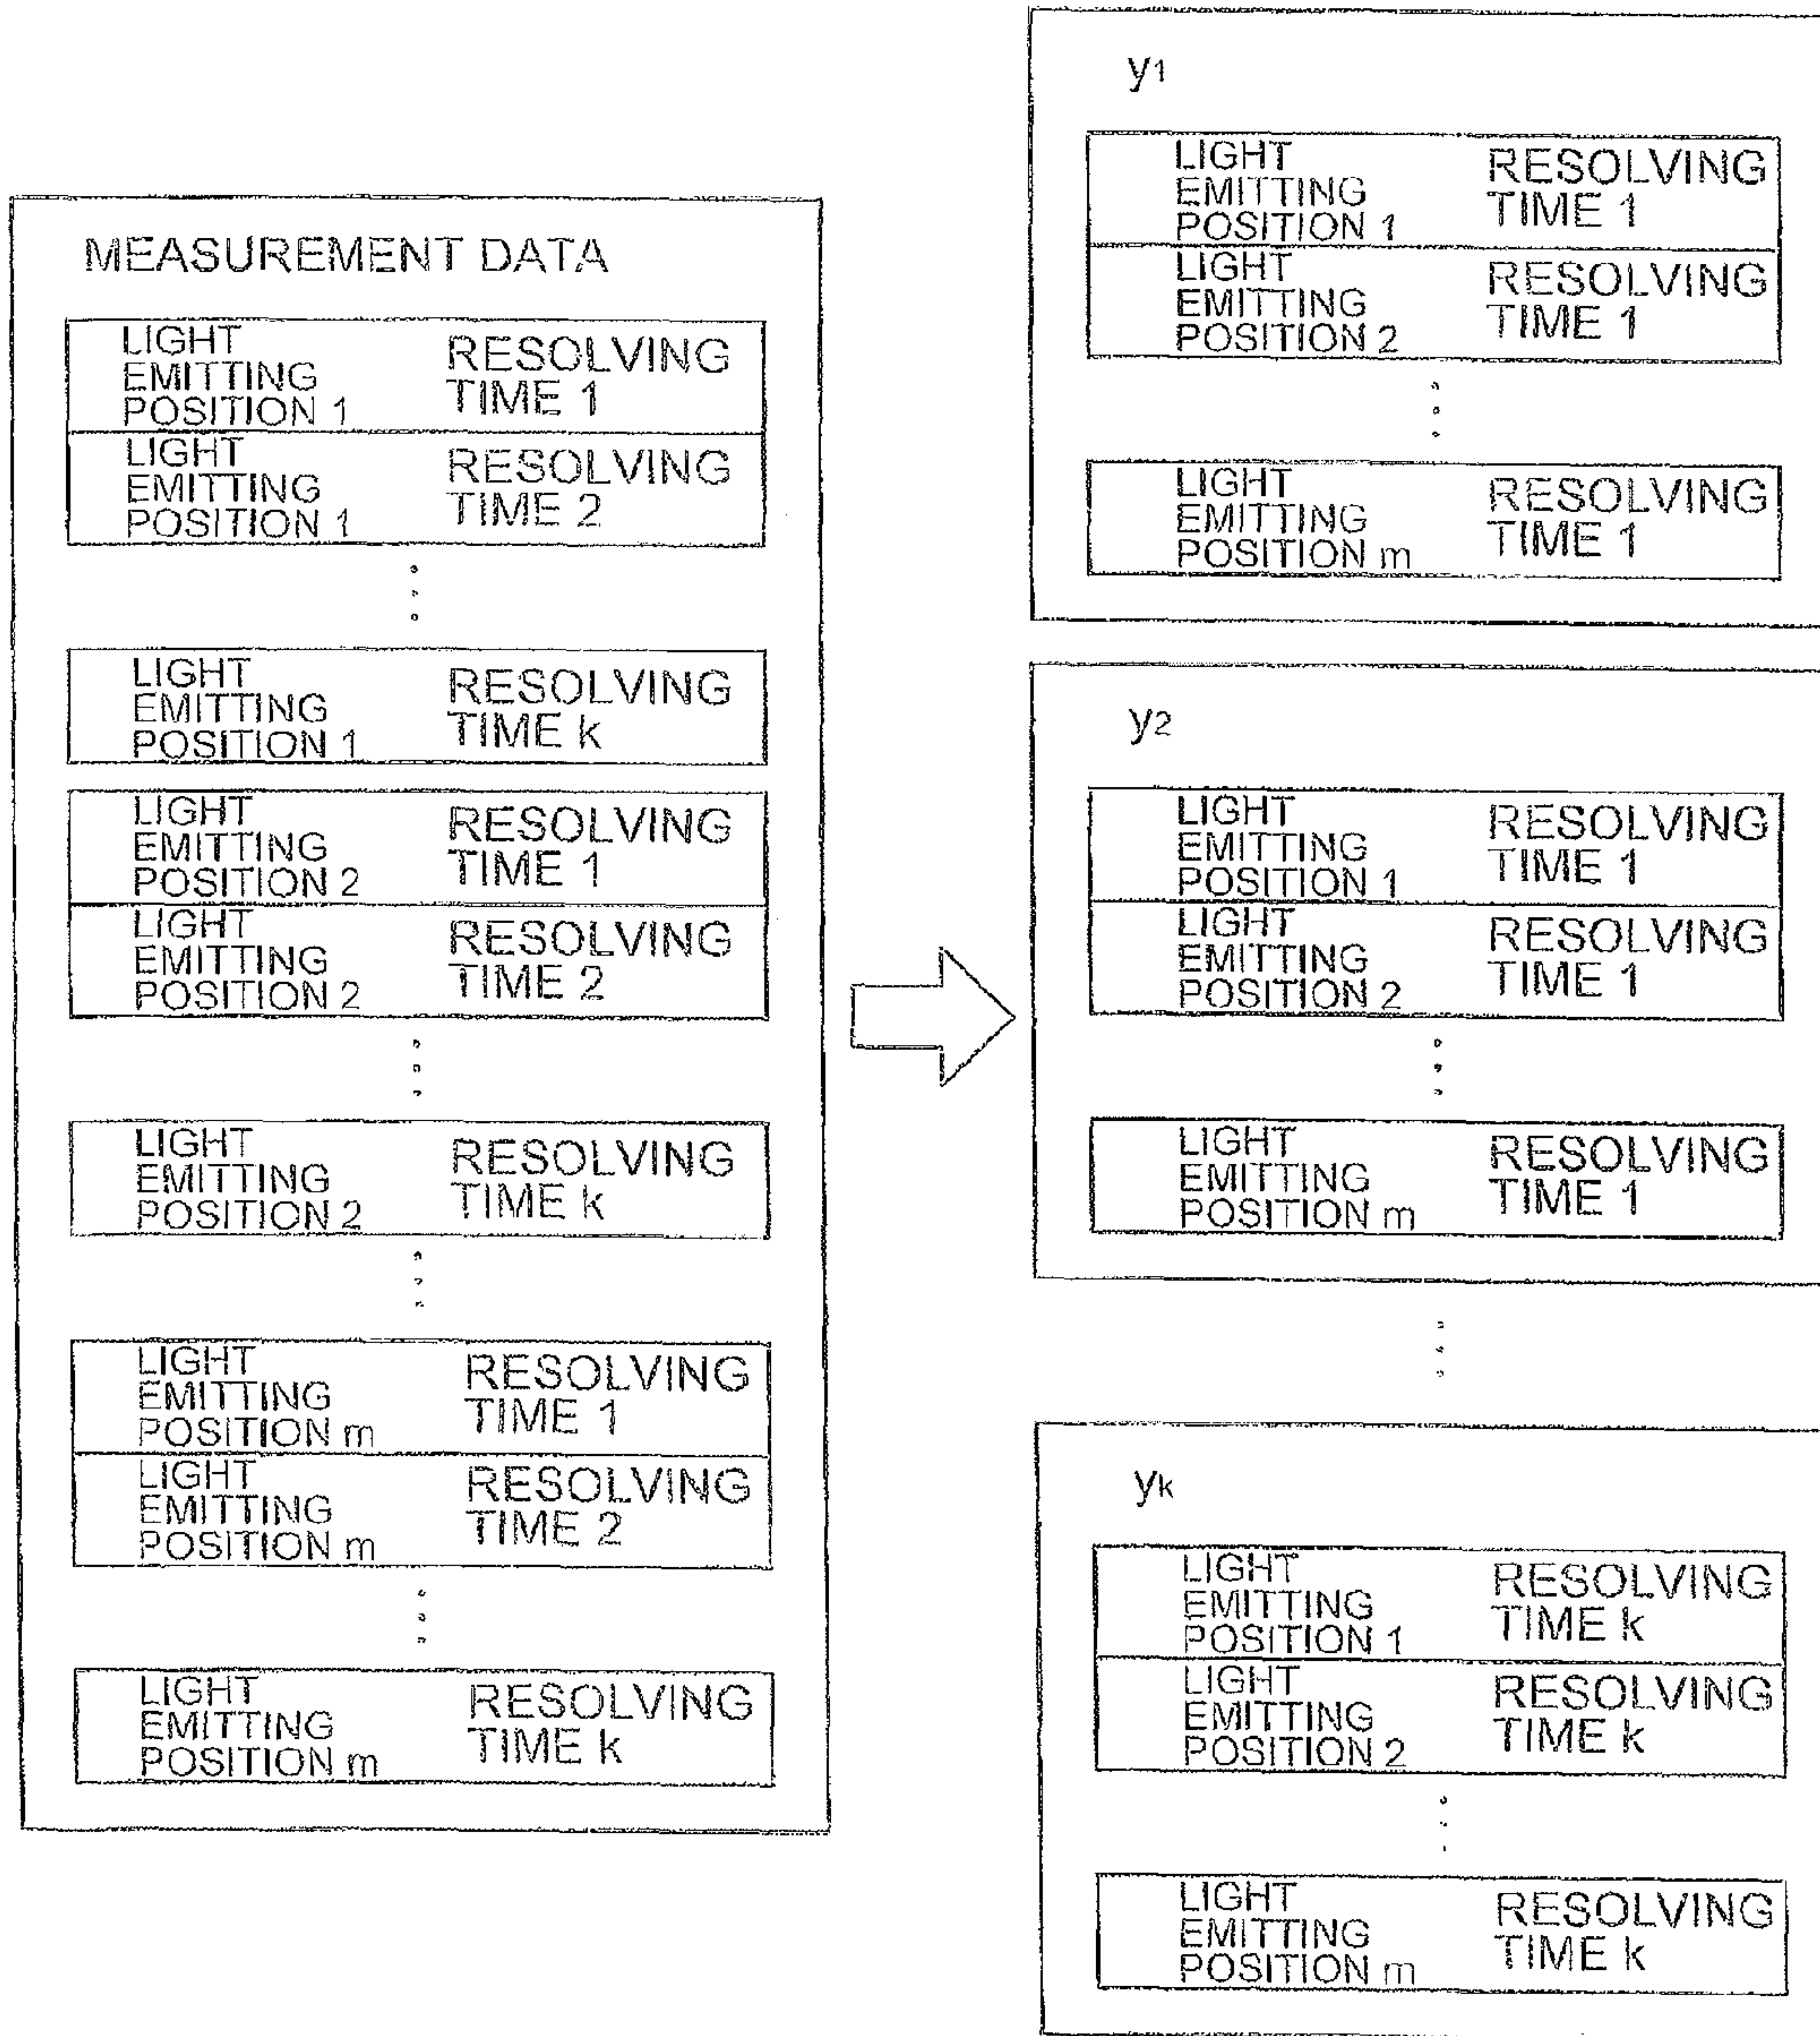 MEASUREMENT DATA
LIGHT
EMITTING
POSITION 1
RESOLVING
TIME 1
LIGHT
EMITTING
POSITION 1
RESOLVING
TIME 2
LIGHT
EMITTING
POSITION 1
RESOLVING
TIME k
LIGHT
EMITTING
POSITION 2
RESOLVING
TIME 1
LIGHT
EMITTING
POSITION 2
RESOLVING
TIME 2
LIGHT
EMITTING
POSITION 2
RESOLVING
TIME k
LIGHT
EMITTING
POSITION m
RESOLVING
TIME 1
LIGHT
EMITTING
POSITION m
RESOLVING
TIME 2
LIGHT
EMITTING
POSITION m
RESOLVING
TIME k
y1
LIGHT
EMITTING
POSITION 1
RESOLVING
TIME 1
LIGHT
EMITTING
POSITION 2
RESOLVING
TIME 1
LIGHT
EMITTING
POSITION m
RESOLVING
TIME 1
y2
LIGHT
EMITTING
POSITION 1
RESOLVING
TIME 1
LIGHT
EMITTING
POSITION 2
RESOLVING
TIME 1
LIGHT
EMITTING
POSITION m
RESOLVING
TIME 1
yk
LIGHT
EMITTING
POSITION 1
RESOLVING
TIME k
LIGHT
EMITTING
POSITION 2
RESOLVING
TIME k
LIGHT
EMITTING
POSITION m
RESOLVING
TIME k